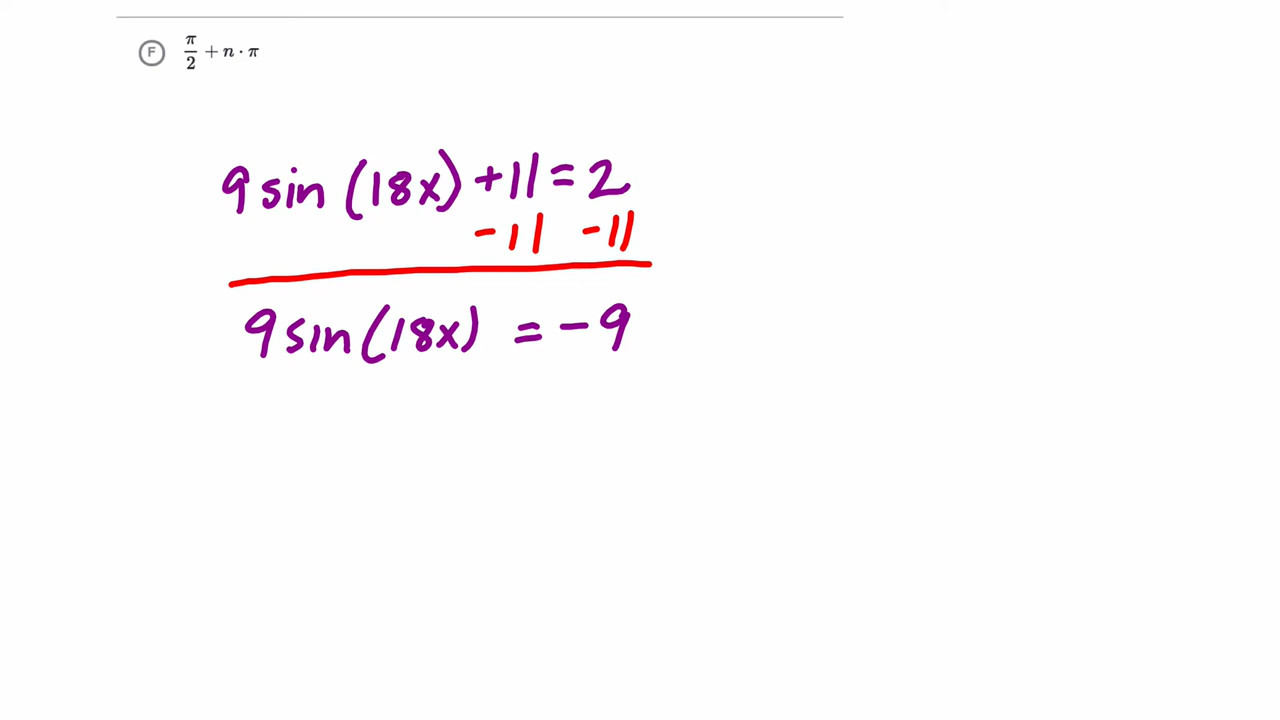 F π/2 + n · π
9 sin (18x) + 11 = 2
- 11 - 11
9 sin (18x) = - 9